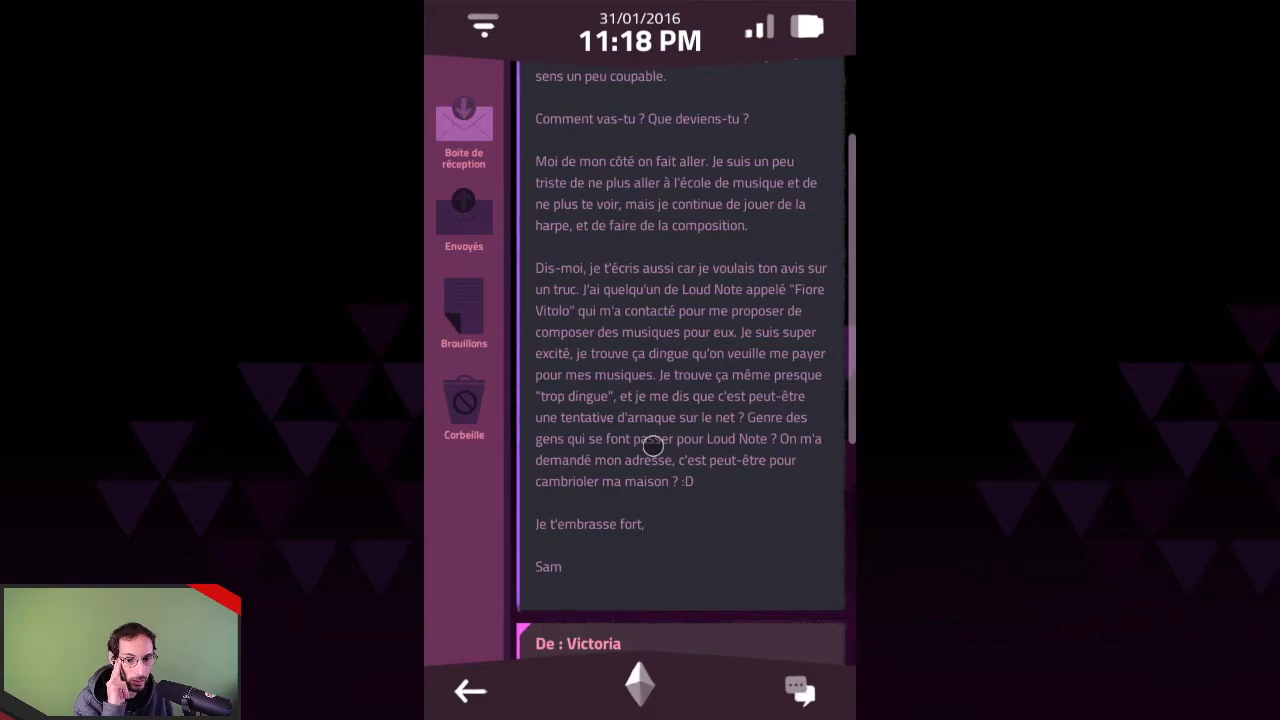 31/01/2016
11:18 PM
sens un peu coupable.
Comment vas-tu ? Que deviens-tu ?
Moi de mon côté on fait aller. Je suis un peu
triste de ne plus aller à l'école de musique et de
ne plus te voir, mais je continue de jouer de la
harpe, et de faire de la composition.
Dis-moi, je t'écris aussi car je voulais ton avis sur
un truc. J'ai quelqu'un de Loud Note appelé "Fiore
Vitolo" qui m'a contacté pour me proposer de
composer des musiques pour eux. Je suis super
excité, je trouve ça dingue qu'on veuille me payer
pour mes musiques. Je trouve ça même presque
"trop dingue", et je me dis que c'est peut-être
une tentative d'arnaque sur le net ? Genre des
gens qui se font passer pour Loud Note ? On m'a
demandé mon adresse, c'est peut-être pour
cambrioler ma maison ? :D
Je t'embrasse fort,
Sam
De : Victoria
Boite de
réception
Envoyés
Brouillons
Corbeille